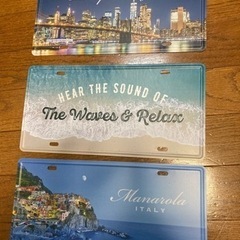 HEAR THE SOUND OF
The Waves & Relax
Manarola
ITALY